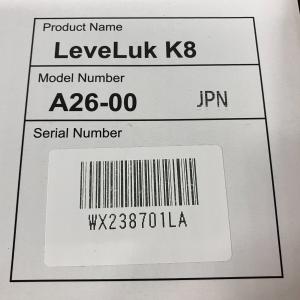 Product Name
LeveLuk K8
Model Number
A26-00 JPN
Serial Number
WX238701LA